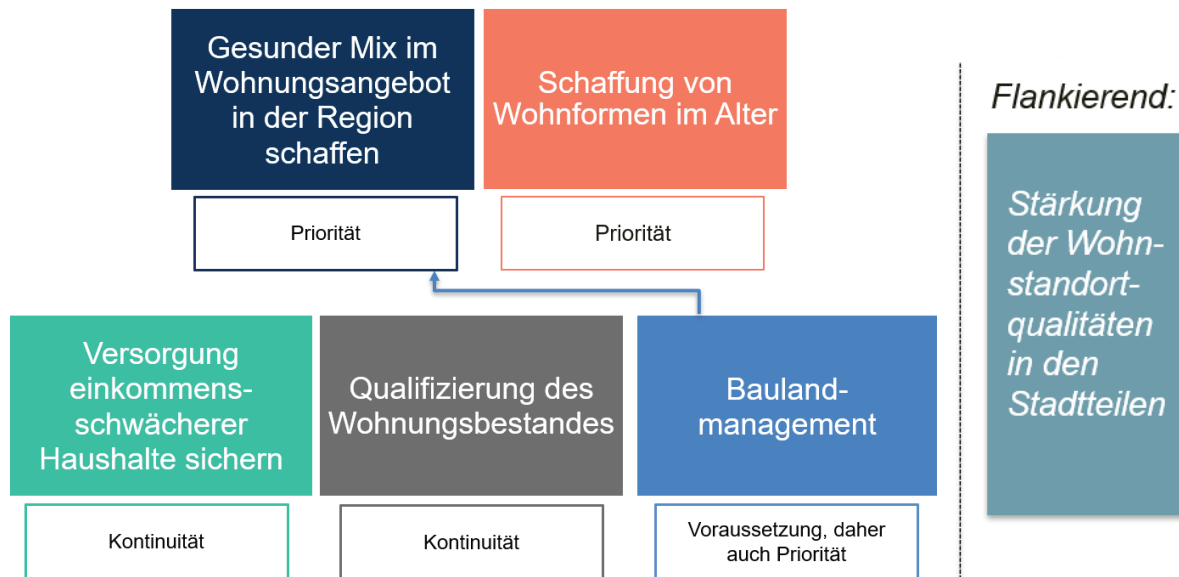 Gesunder Mix im
Wohnungsangebot
in der Region
schaffen
Priorität
Schaffung von
Wohnformen im Alter
Priorität
Versorgung
einkommens-
schwächerer
Haushalte sichern
Kontinuität
Qualifizierung des
Wohnungsbestandes
Kontinuität
Bauland-
management
Voraussetzung, daher
auch Priorität
Flankierend:
Stärkung
der Wohn-
standort-
qualitäten
in den
Stadtteilen